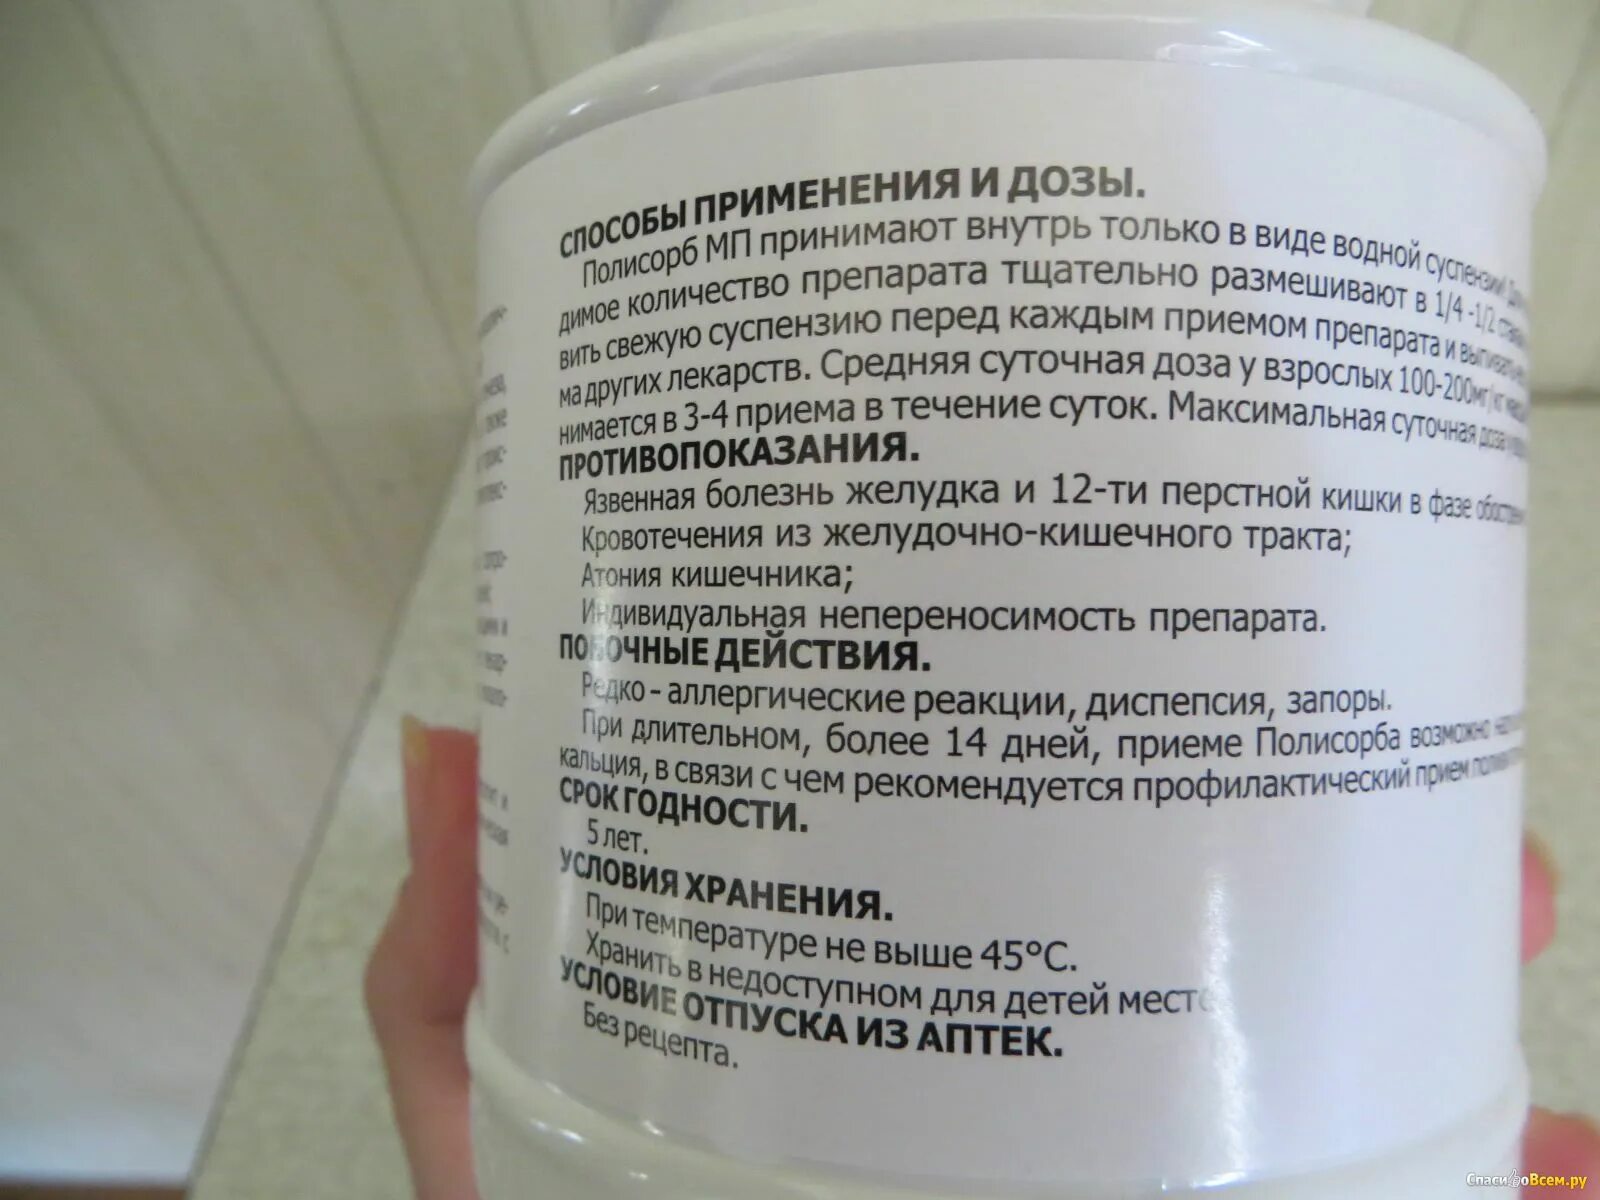 СПОСОБЫ ПРИМЕНЕНИЯ И ДОЗЫ.
Полисорб МП принимают внутрь только в виде водной суспензии!
димое количество препарата тщательно размешивают в 1/4 -1/2
вить свежую суспензию перед каждым приемом препарата и выпивать
ма других лекарств. Средняя суточная доза у взрослых 100-200мг/кг
нимается в 3-4 приема в течение суток. Максимальная суточная доза
ПРОТИВОПОКАЗАНИЯ.
Язвенная болезнь желудка и 12-ти перстной кишки в фазе
Кровотечения из желудочно-кишечного тракта;
Атония кишечника;
Индивидуальная непереносимость препарата.
ПОБОЧНЫЕ ДЕЙСТВИЯ.
Редко - аллергические реакции, диспепсия, запоры.
При длительном, более 14 дней, приеме Полисорба возможно
кальция, в связи с чем рекомендуется профилактический прием
СРОК ГОДНОСТИ.
5 лет.
УСЛОВИЯ ХРАНЕНИЯ.
При температуре не выше 45°С.
Хранить в недоступном для детей месте
УСЛОВИЕ ОТПУСКА ИЗ АПТЕК.
Без рецепта.
СпасибоВсем.ру